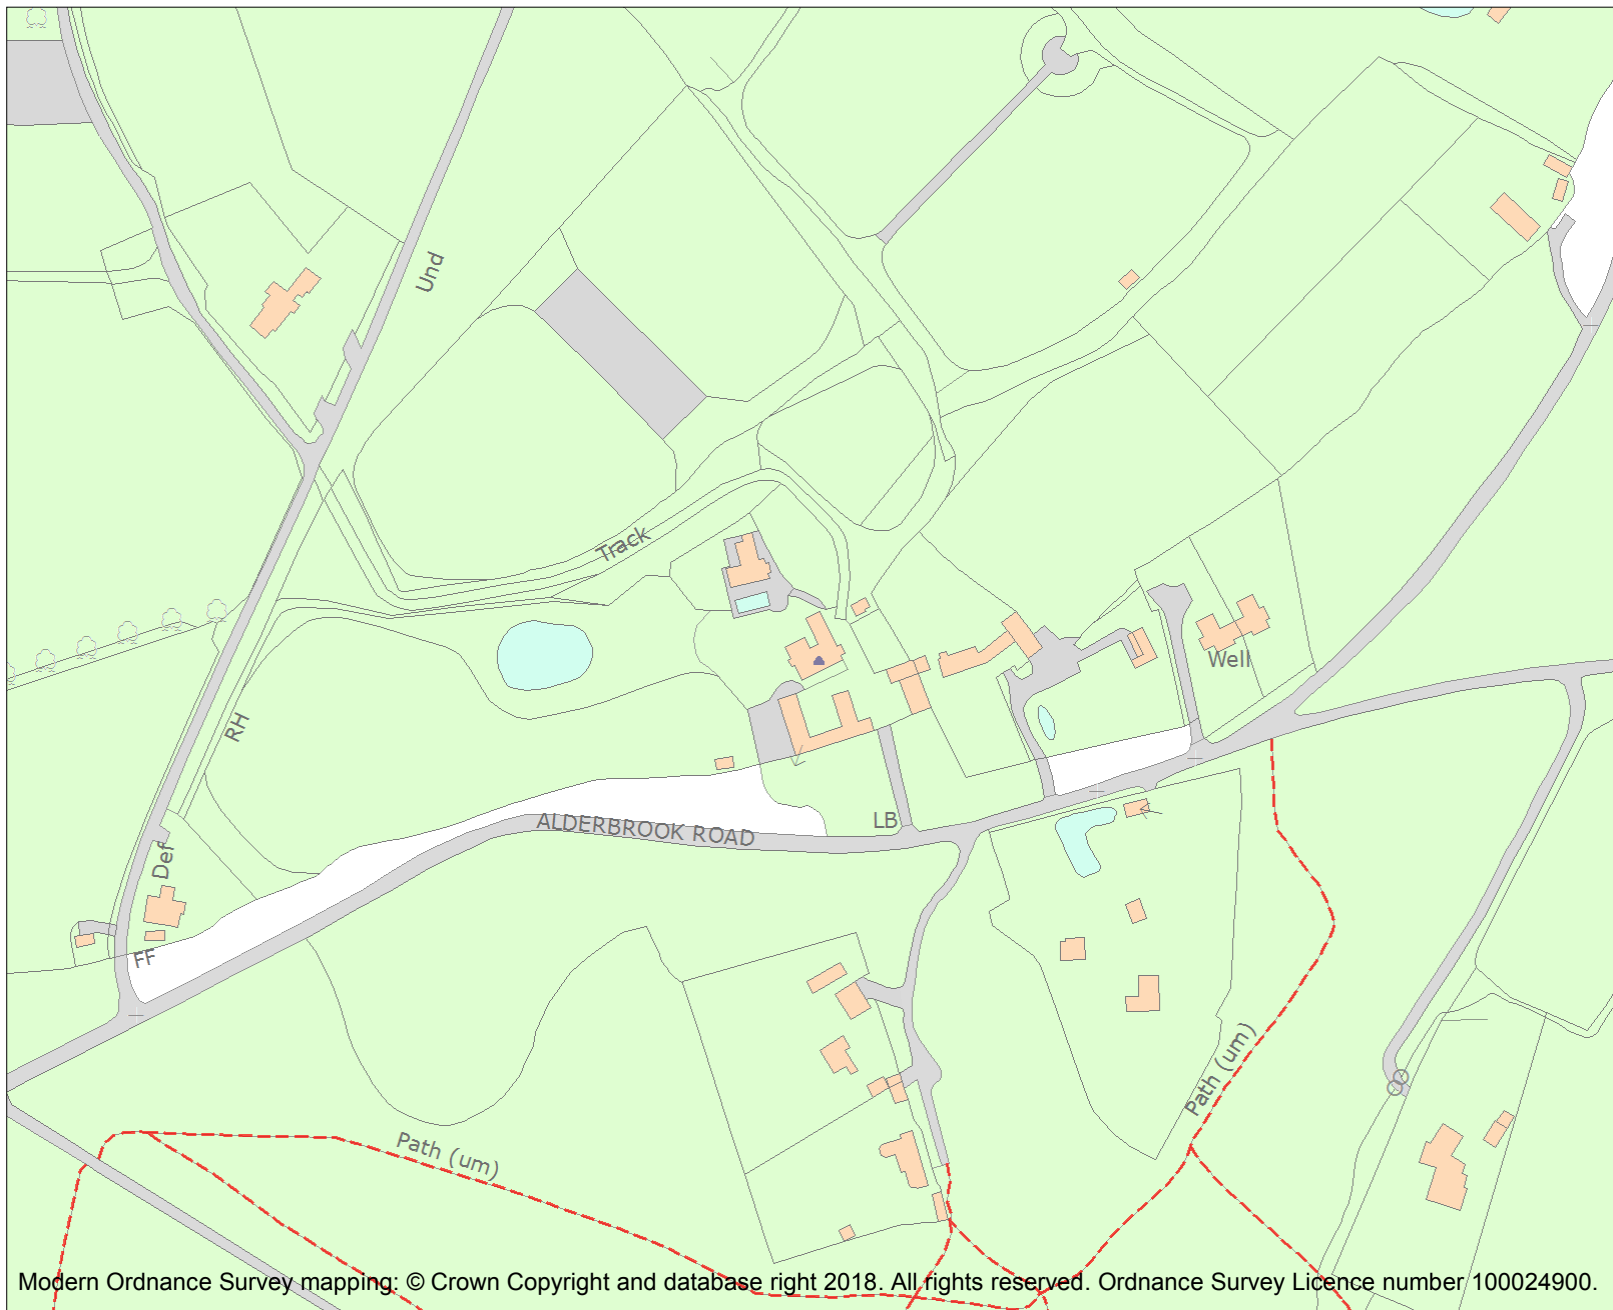 Und
Track
Well
RH
LB
ALDERBROOK ROAD
Def
FF
Path (um)
Path (um)
Modern Ordnance Survey mapping: © Crown Copyright and database right 2018. All rights reserved. Ordnance Survey Licence number 100024900.